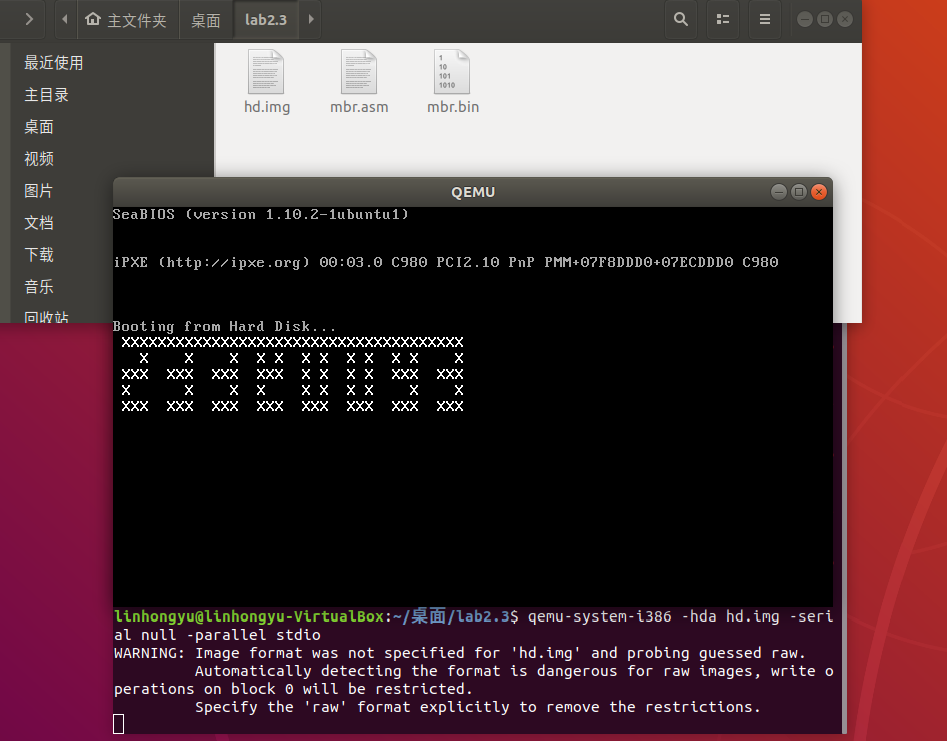 主文件夹 桌面 lab2.3
最近使用
主目录
桌面
视频
图片
文档
下载
音乐
回收站
hd.img mbr.asm mbr.bin
1
10
101
1010
QEMU
SeaBIOS (version 1.10.2-1ubuntu1)
iPXE (http://ipxe.org) 00:03.0 C980 PCI2.10 PnP PMM+07F8DDD0+07ECDDD0 C980
Booting from Hard Disk...
 XXXXXXXXXXXXXXXXXXXXXXXXXXXXXXXXXXXXXX
   X    X    X  X X  X X  X X  X X    X
 XXX  XXX  XXX  XXX  X X  X X  XXX  XXX
 X      X    X  X    X X  X X    X    X
 XXX  XXX  XXX  XXX  XXX  XXX  XXX  XXX
linhongyu@linhongyu-VirtualBox:~/桌面/lab2.3$ qemu-system-i386 -hda hd.img -seri
al null -parallel stdio
WARNING: Image format was not specified for 'hd.img' and probing guessed raw.
         Automatically detecting the format is dangerous for raw images, write o
perations on block 0 will be restricted.
         Specify the 'raw' format explicitly to remove the restrictions.